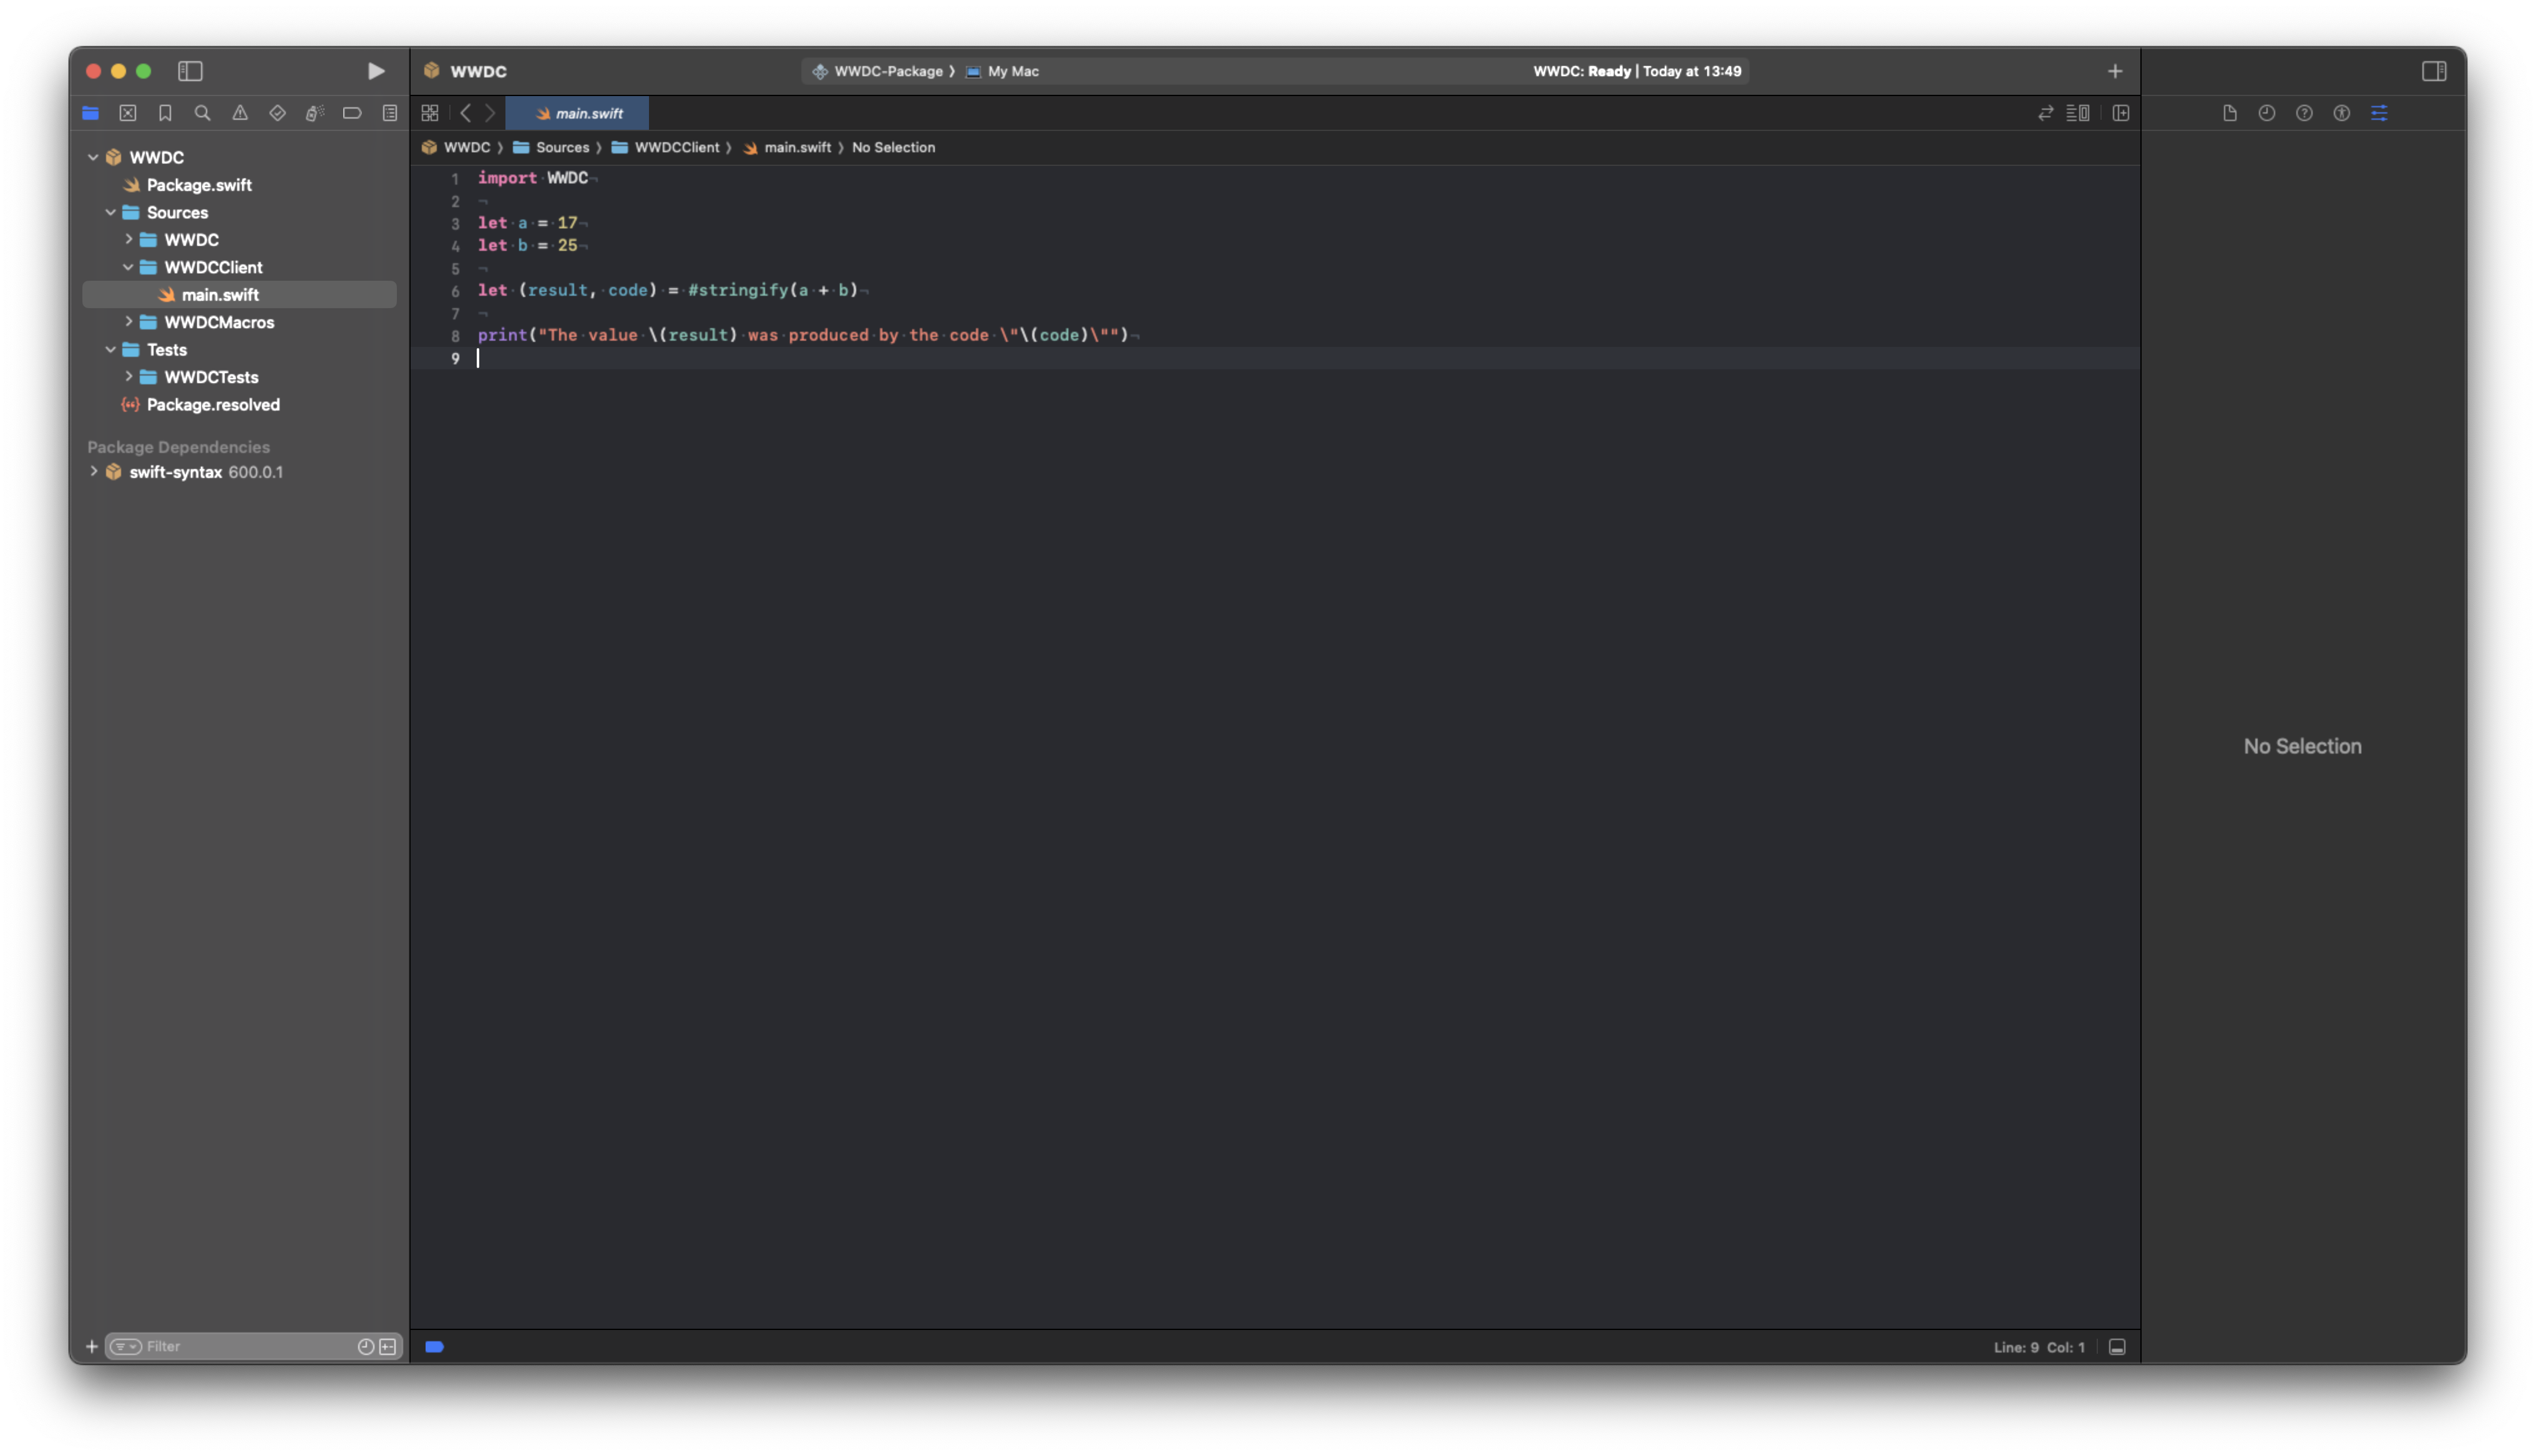 WWDC
WWDC-Package
My Mac
WWDC: Ready | Today at 13:49
main.swift
WWDC
Package.swift
Sources
WWDC
WWDCClient
main.swift
WWDCMacros
Tests
WWDCTests
Package.resolved
Package Dependencies
swift-syntax 600.0.1
Filter
WWDC
Sources
WWDCClient
main.swift
No Selection
1 import WWDC
2
3 let a = 17
4 let b = 25
5
6 let (result, code) = #stringify(a + b)
7
8 print("The value \(result) was produced by the code \"\(code)\"")
9
Line: 9 Col: 1
No Selection